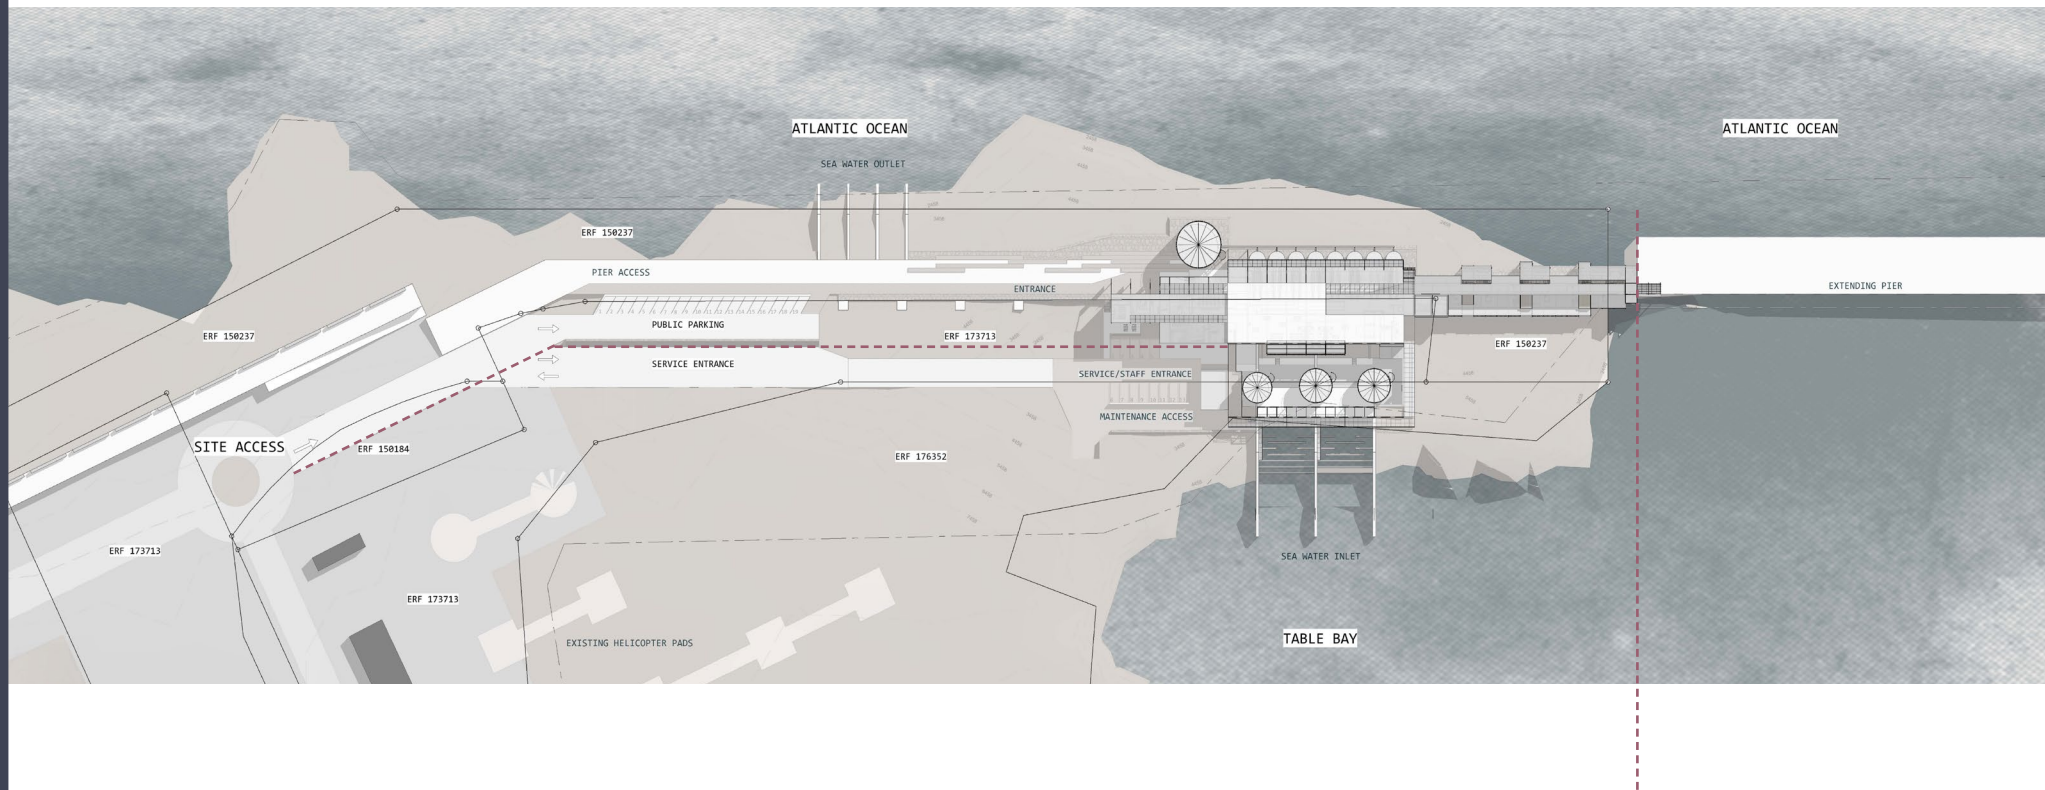 ATLANTIC OCEAN
ATLANTIC OCEAN
SEA WATER OUTLET
ERF 150237
PIER ACCESS
ENTRANCE
EXTENDING PIER
PUBLIC PARKING
ERF 150237
ERF 173713
ERF 150237
SERVICE ENTRANCE
SERVICE/STAFF ENTRANCE
MAINTENANCE ACCESS
SITE ACCESS
ERF 150184
ERF 176352
ERF 173713
SEA WATER INLET
ERF 173713
TABLE BAY
EXISTING HELICOPTER PADS